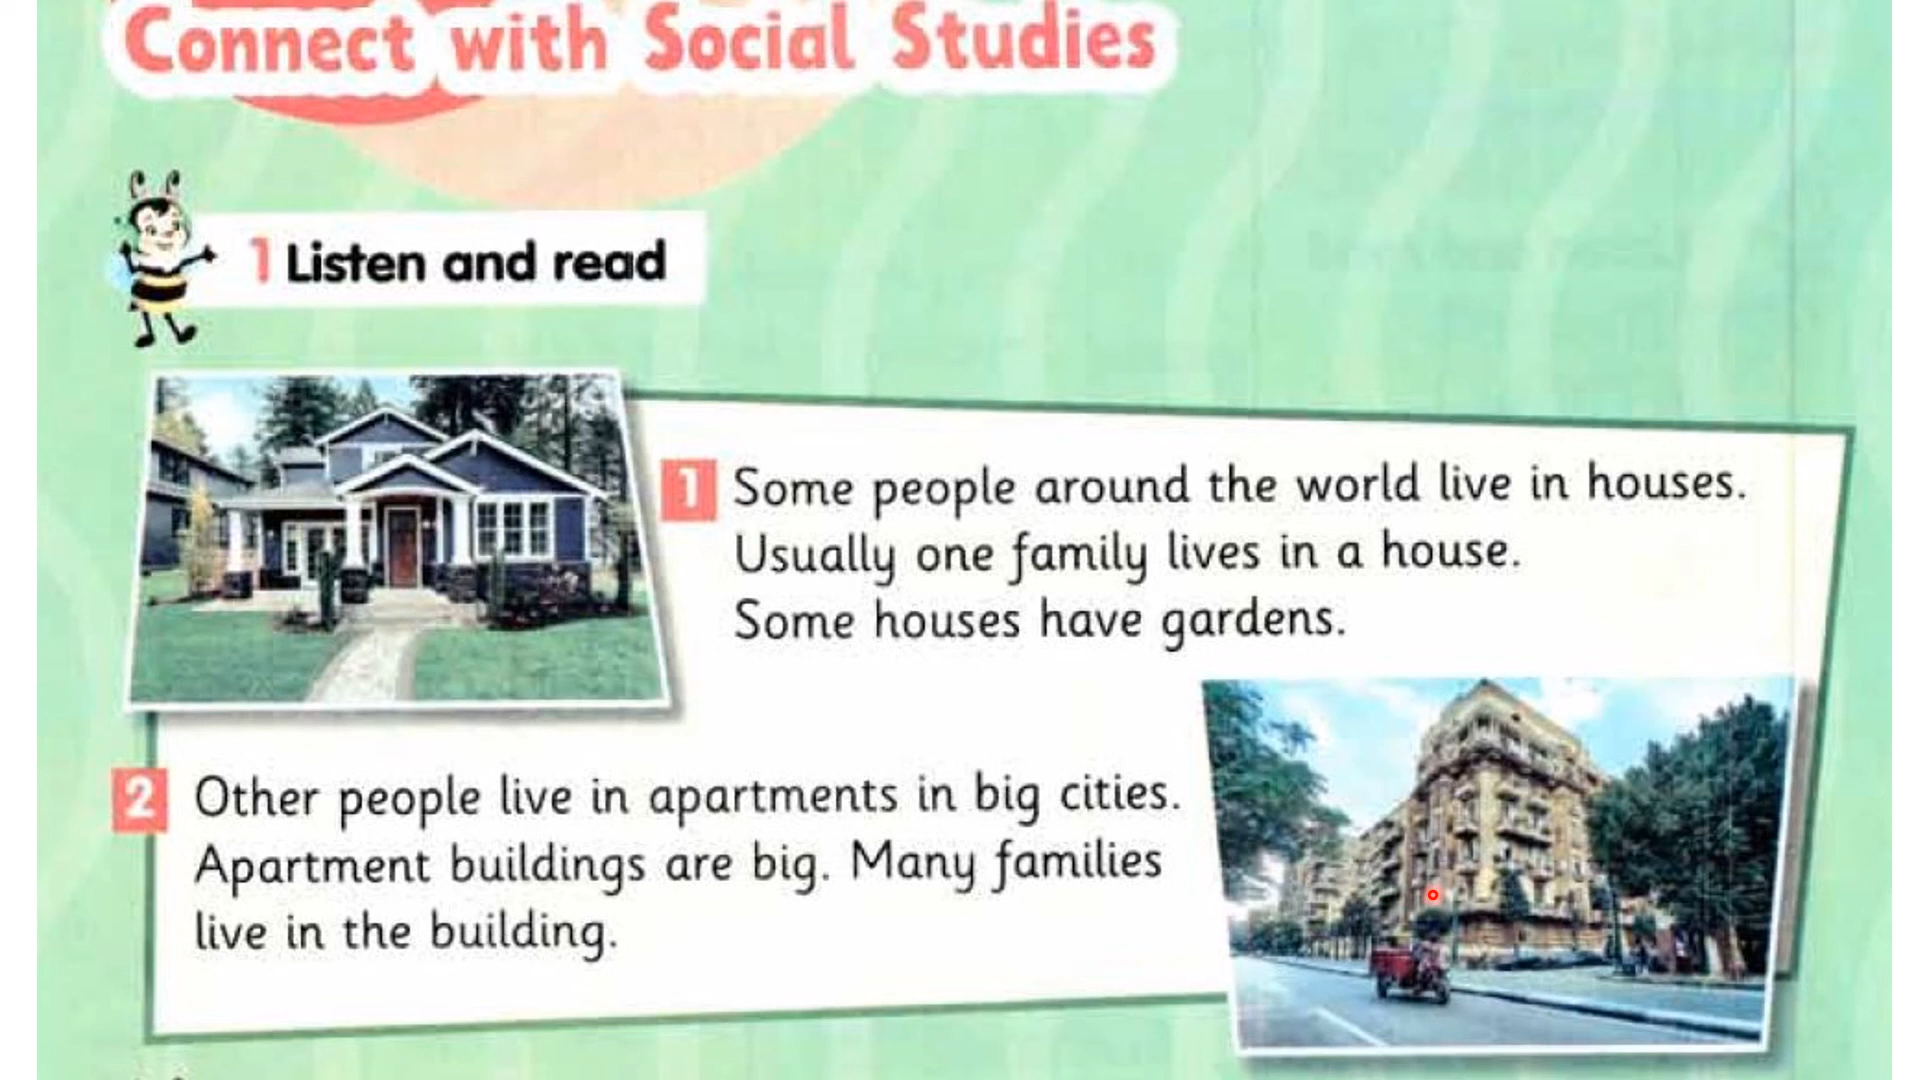 Connect with Social Studies
1 Listen and read
1 Some people around the world live in houses.
Usually one family lives in a house.
Some houses have gardens.
2 Other people live in apartments in big cities.
Apartment buildings are big. Many families
live in the building.